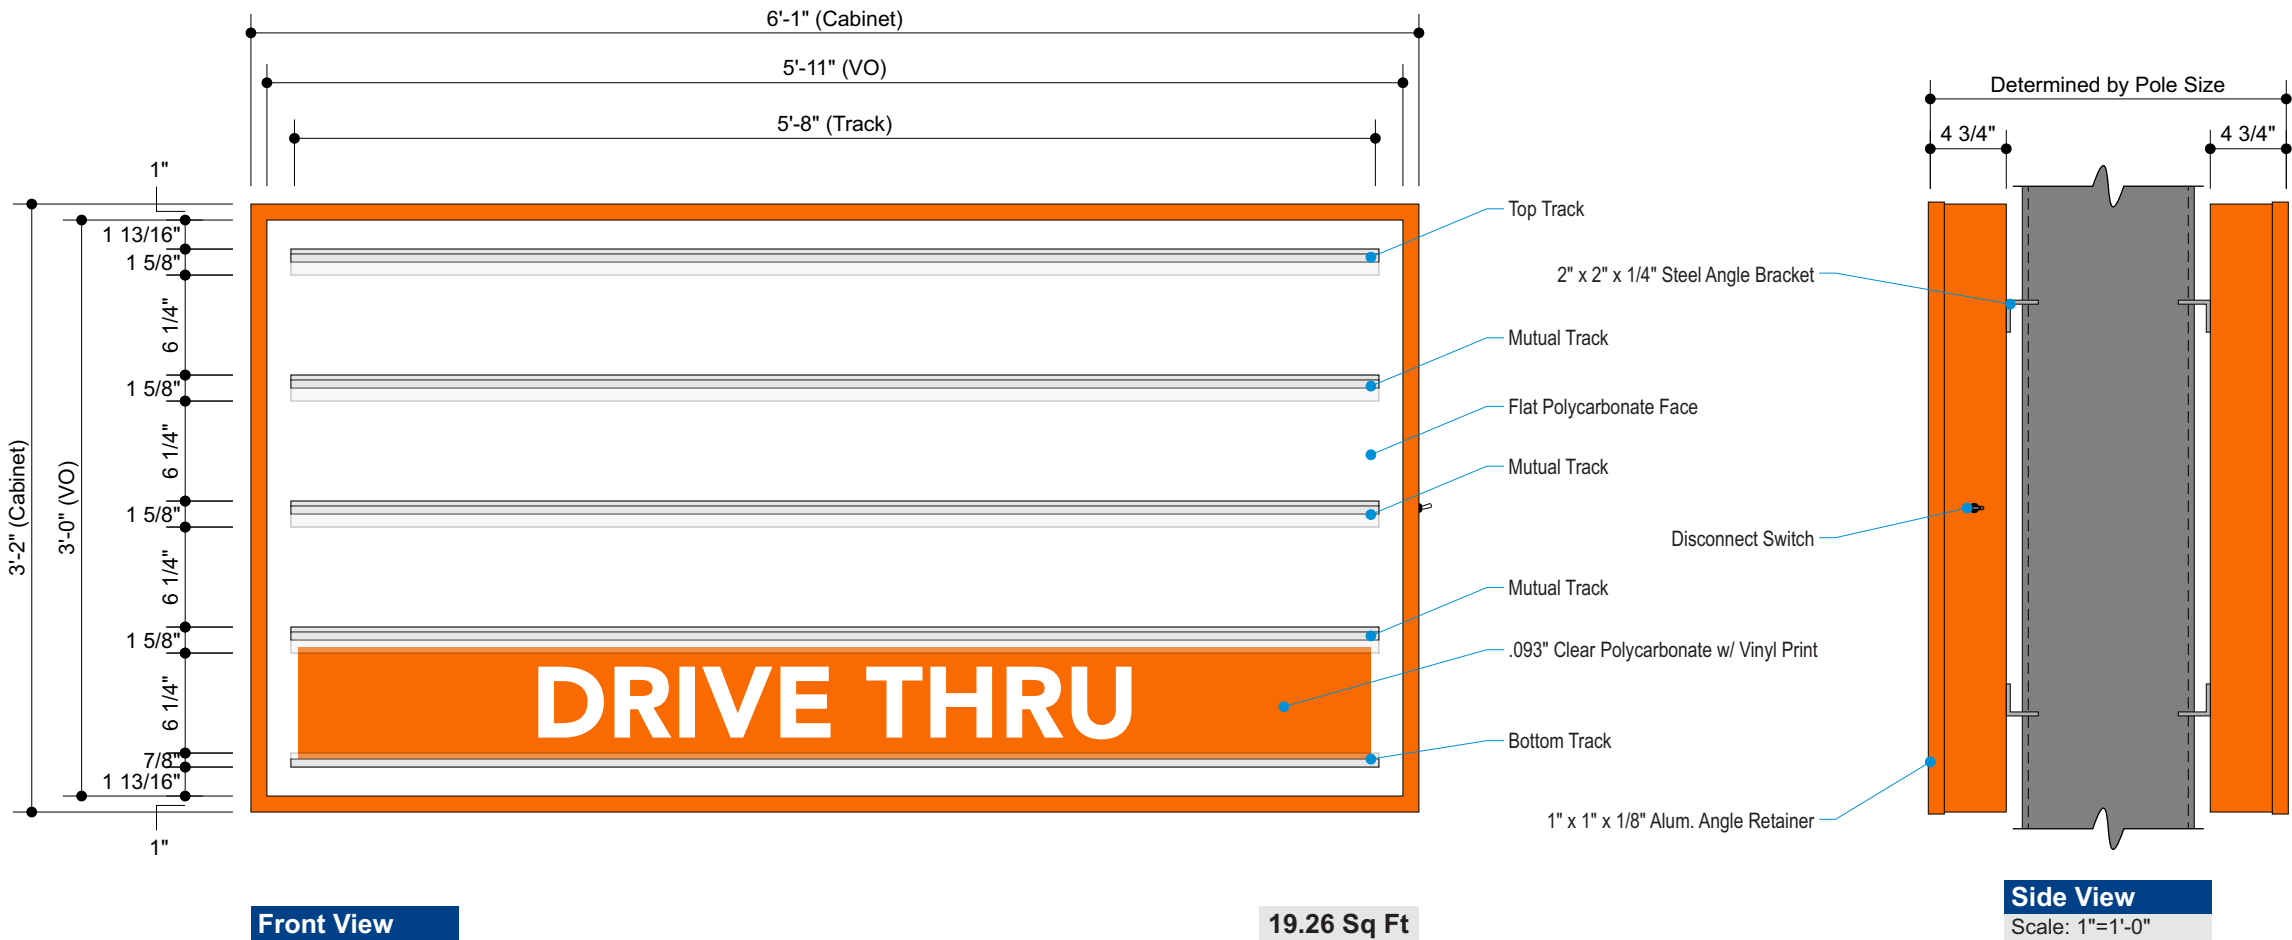 6'-1" (Cabinet)
5'-11" (VO)
5'-8" (Track)
1"
1 13/16"
1 5/8"
6 1/4"
1 5/8"
6 1/4"
1 5/8"
6 1/4"
1 5/8"
6 1/4"
7/8"
1 13/16"
1"
3'-2" (Cabinet)
3'-0" (VO)
DRIVE THRU
Top Track
2" x 2" x 1/4" Steel Angle Bracket
Mutual Track
Flat Polycarbonate Face
Mutual Track
Disconnect Switch
Mutual Track
.093" Clear Polycarbonate w/ Vinyl Print
Bottom Track
1" x 1" x 1/8" Alum. Angle Retainer
Determined by Pole Size
4 3/4"
4 3/4"
Front View
19.26 Sq Ft
Side View
Scale: 1"=1'-0"